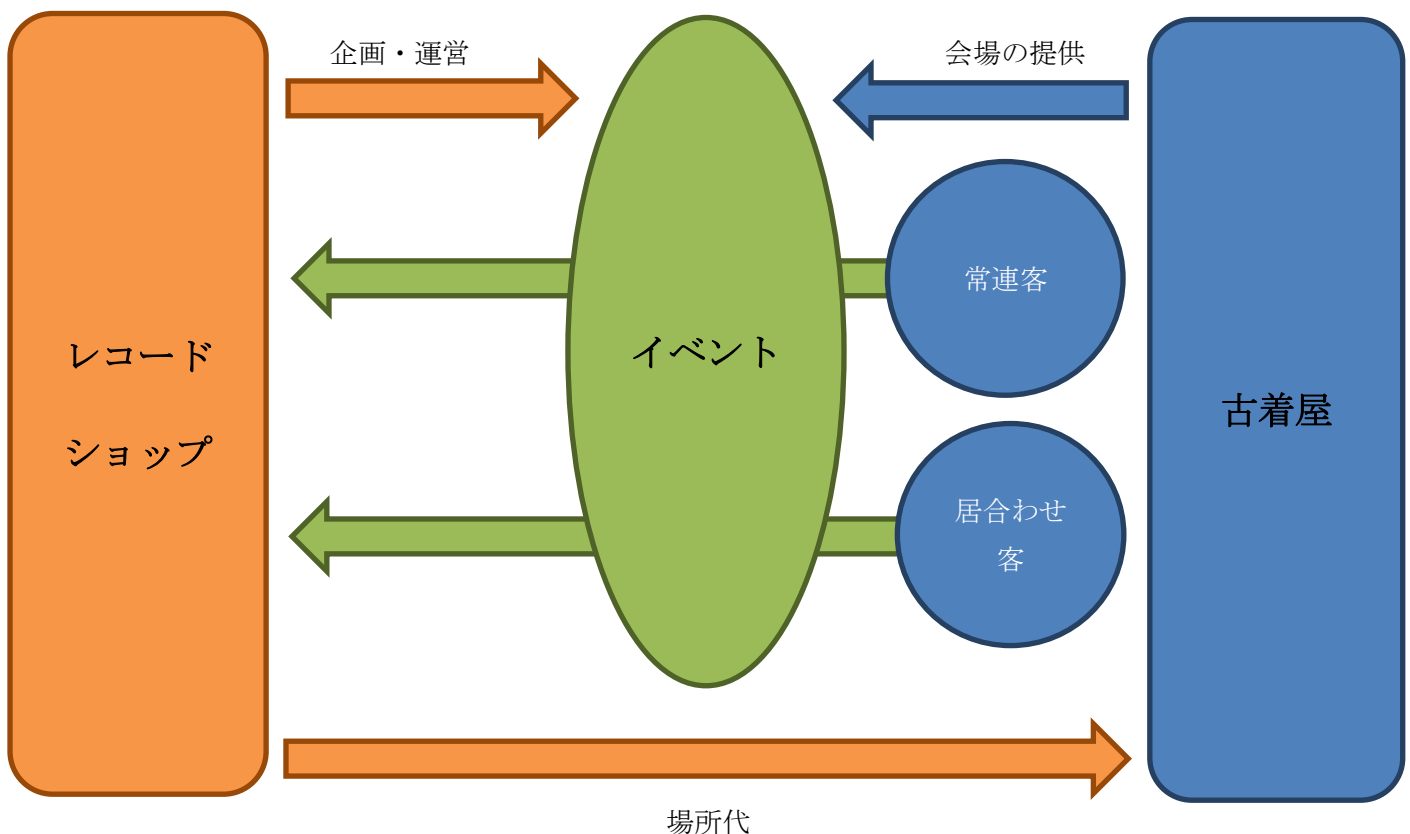 企画・運営
会場の提供
常連客
レコード
ショップ
イベント
古着屋
居合わせ
客
場所代